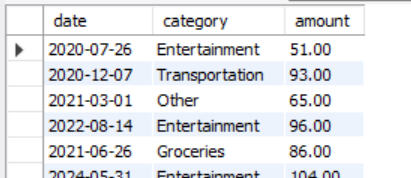 date category amount
2020-07-26 Entertainment 51.00
2020-12-07 Transportation 93.00
2021-03-01 Other 65.00
2022-08-14 Entertainment 96.00
2021-06-26 Groceries 86.00
2024-05-31 Entertainment 104.00